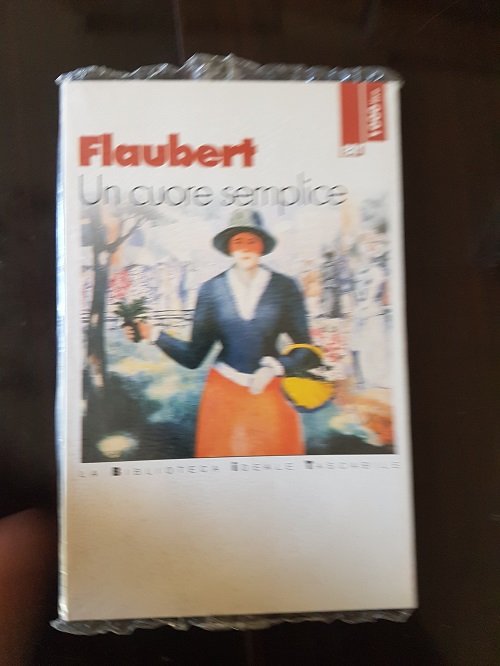 Flaubert
Un cuore semplice
LA BIBLIOTECA IDEALE TASCABILE